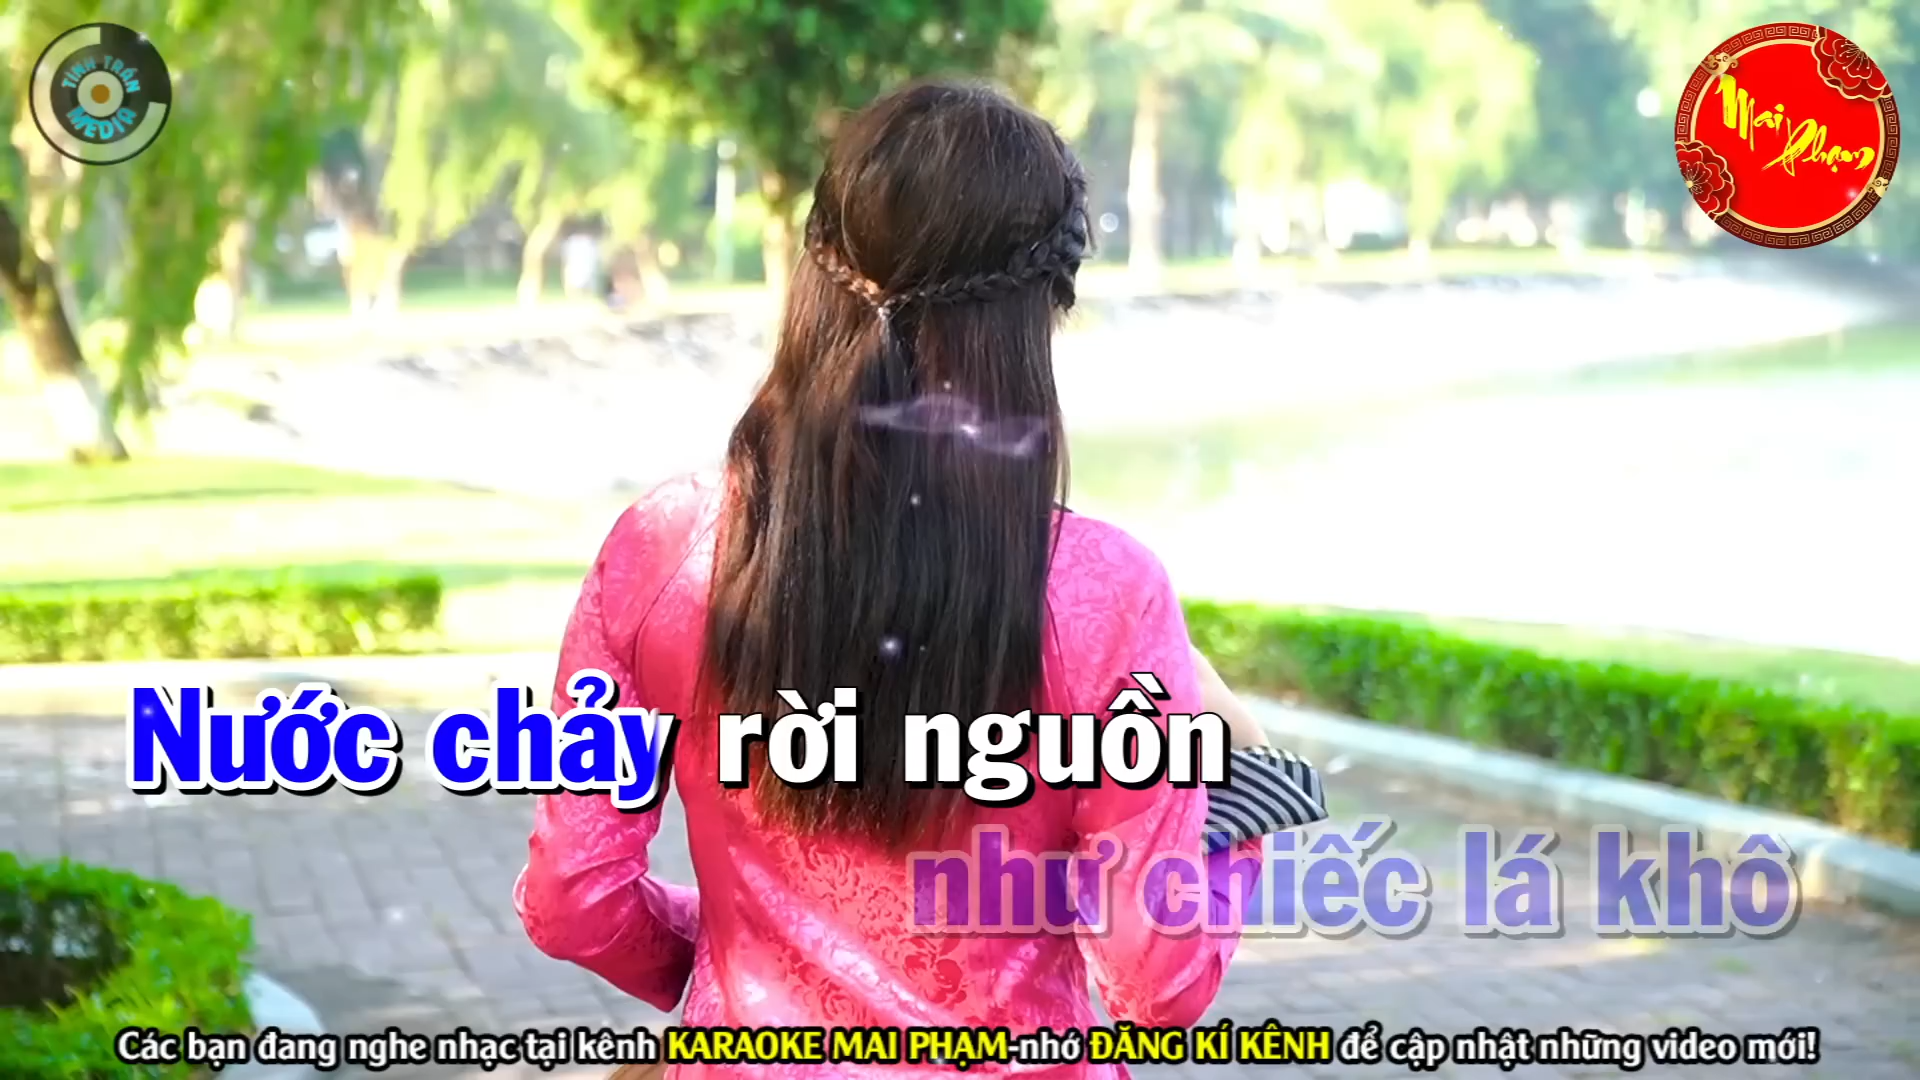 TÌNH TRẦN
MEDIA
Mai Phạm
Nước chảy rời nguồn
như chiếc lá khô
Các bạn đang nghe nhạc tại kênh KARAOKE MAI PHẠM-nhớ ĐĂNG KÍ KÊNH để cập nhật những video mới!